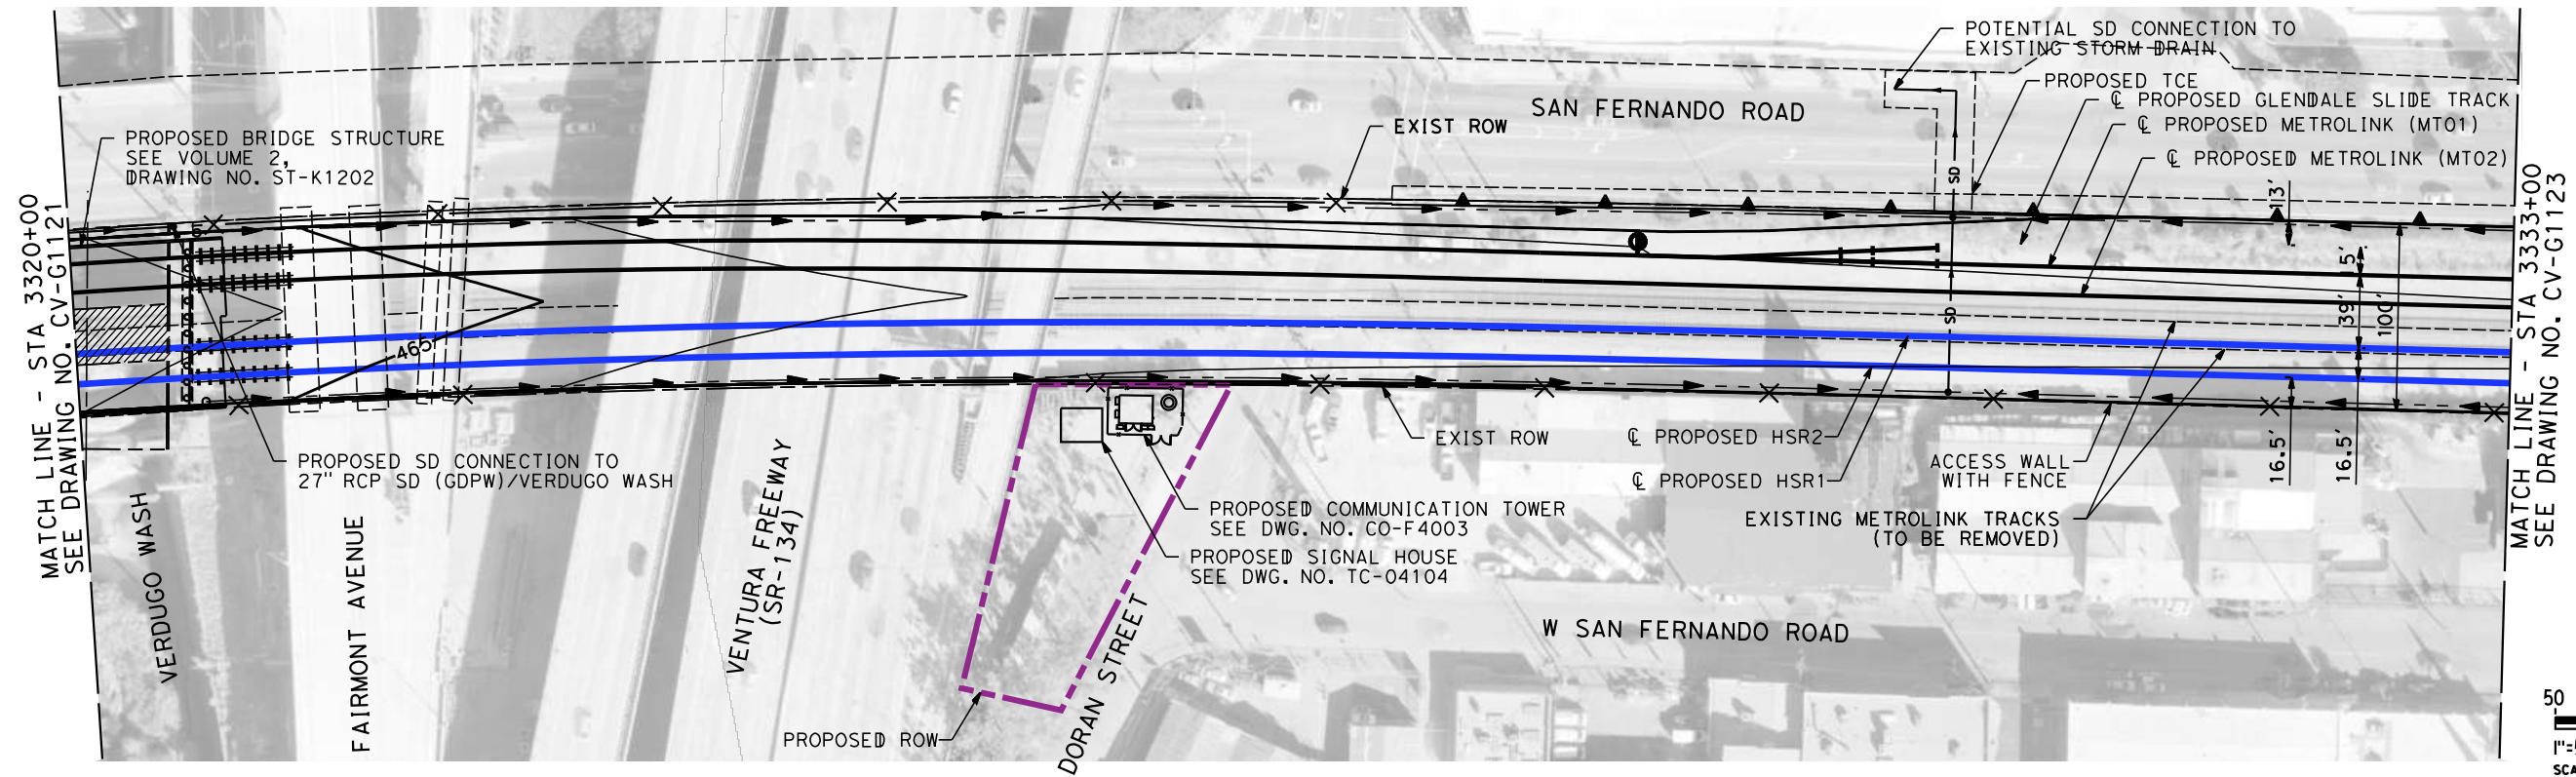 POTENTIAL SD CONNECTION TO
EXISTING STORM DRAIN
PROPOSED TCE
℄ PROPOSED GLENDALE SLIDE TRACK
℄ PROPOSED METROLINK (MT01)
℄ PROPOSED METROLINK (MT02)
SAN FERNANDO ROAD
EXIST ROW
PROPOSED BRIDGE STRUCTURE
SEE VOLUME 2,
DRAWING NO. ST-K1202
MATCH LINE - STA 3320+00
SEE DRAWING NO. CV-G1121
SD
SD
13'
15'
39'
100'
16.5'
16.5'
MATCH LINE - STA 3333+00
SEE DRAWING NO. CV-G1123
465
PROPOSED SD CONNECTION TO
27" RCP SD (GDPW)/VERDUGO WASH
EXIST ROW
℄ PROPOSED HSR2
℄ PROPOSED HSR1
ACCESS WALL
WITH FENCE
EXISTING METROLINK TRACKS
(TO BE REMOVED)
PROPOSED COMMUNICATION TOWER
SEE DWG. NO. CO-F4003
PROPOSED SIGNAL HOUSE
SEE DWG. NO. TC-04104
VERDUGO WASH
FAIRMONT AVENUE
VENTURA FREEWAY
(SR-134)
DORAN STREET
W SAN FERNANDO ROAD
PROPOSED ROW
50